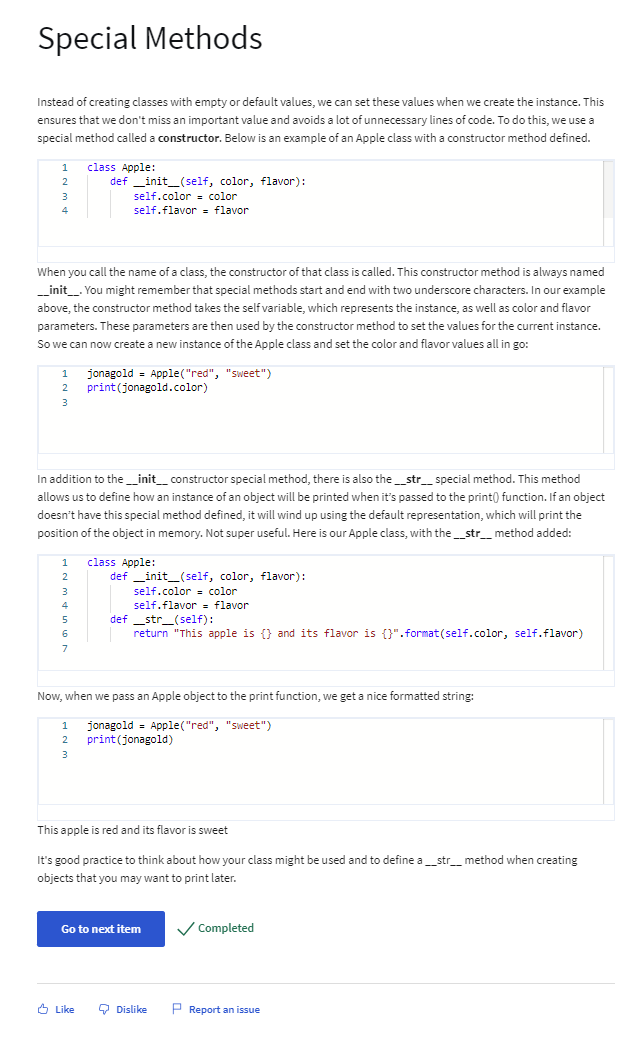 Special Methods
Instead of creating classes with empty or default values, we can set these values when we create the instance. This
ensures that we don't miss an important value and avoids a lot of unnecessary lines of code. To do this, we use a
special method called a constructor. Below is an example of an Apple class with a constructor method defined.
1 class Apple:
2     def __init__(self, color, flavor):
3         self.color = color
4         self.flavor = flavor
When you call the name of a class, the constructor of that class is called. This constructor method is always named
__init__. You might remember that special methods start and end with two underscore characters. In our example
above, the constructor method takes the self variable, which represents the instance, as well as color and flavor
parameters. These parameters are then used by the constructor method to set the values for the current instance.
So we can now create a new instance of the Apple class and set the color and flavor values all in go:
1 jonagold = Apple("red", "sweet")
2 print(jonagold.color)
3
In addition to the __init__ constructor special method, there is also the __str__ special method. This method
allows us to define how an instance of an object will be printed when it's passed to the print() function. If an object
doesn't have this special method defined, it will wind up using the default representation, which will print the
position of the object in memory. Not super useful. Here is our Apple class, with the __str__ method added:
1 class Apple:
2     def __init__(self, color, flavor):
3         self.color = color
4         self.flavor = flavor
5     def __str__(self):
6         return "This apple is {} and its flavor is {}".format(self.color, self.flavor)
7
Now, when we pass an Apple object to the print function, we get a nice formatted string:
1 jonagold = Apple("red", "sweet")
2 print(jonagold)
3
This apple is red and its flavor is sweet
It's good practice to think about how your class might be used and to define a __str__ method when creating
objects that you may want to print later.
Go to next item Completed
Like Dislike Report an issue